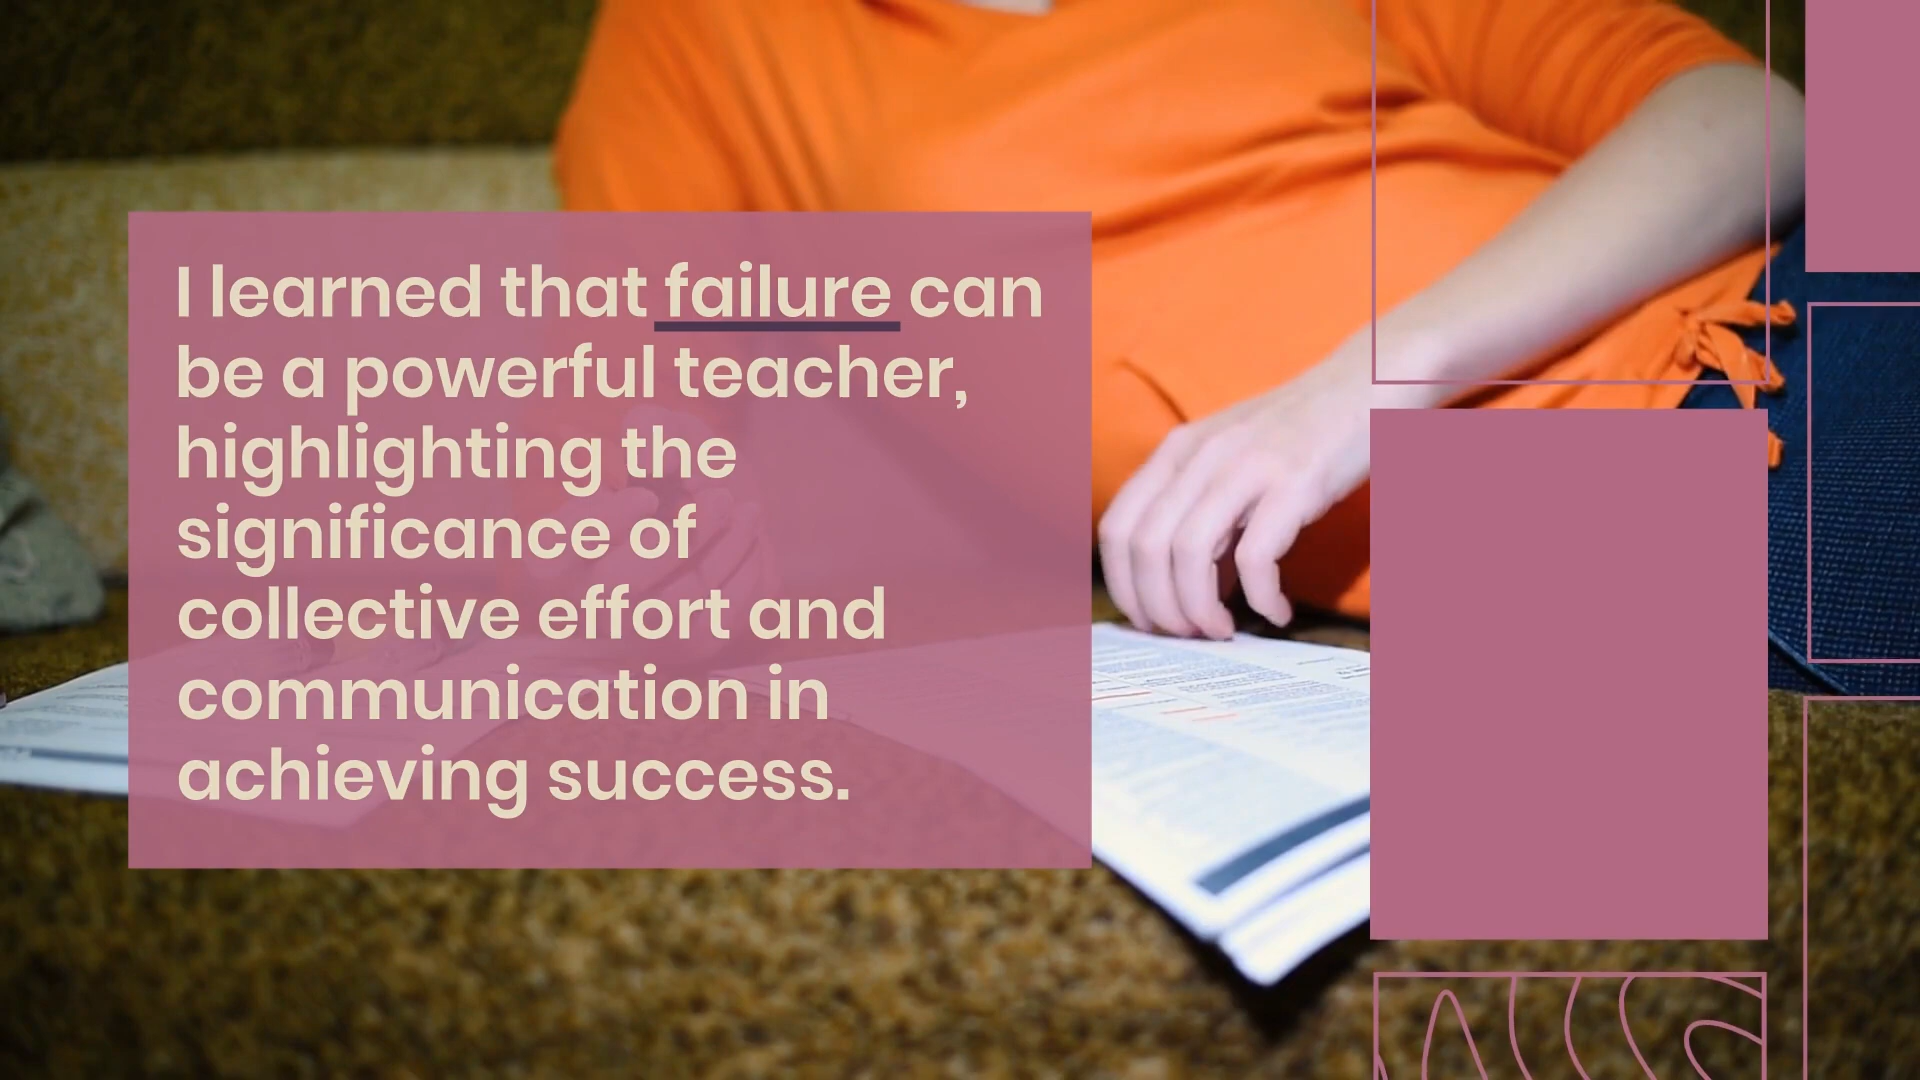 I learned that failure can
be a powerful teacher,
highlighting the
significance of
collective effort and
communication in
achieving success.